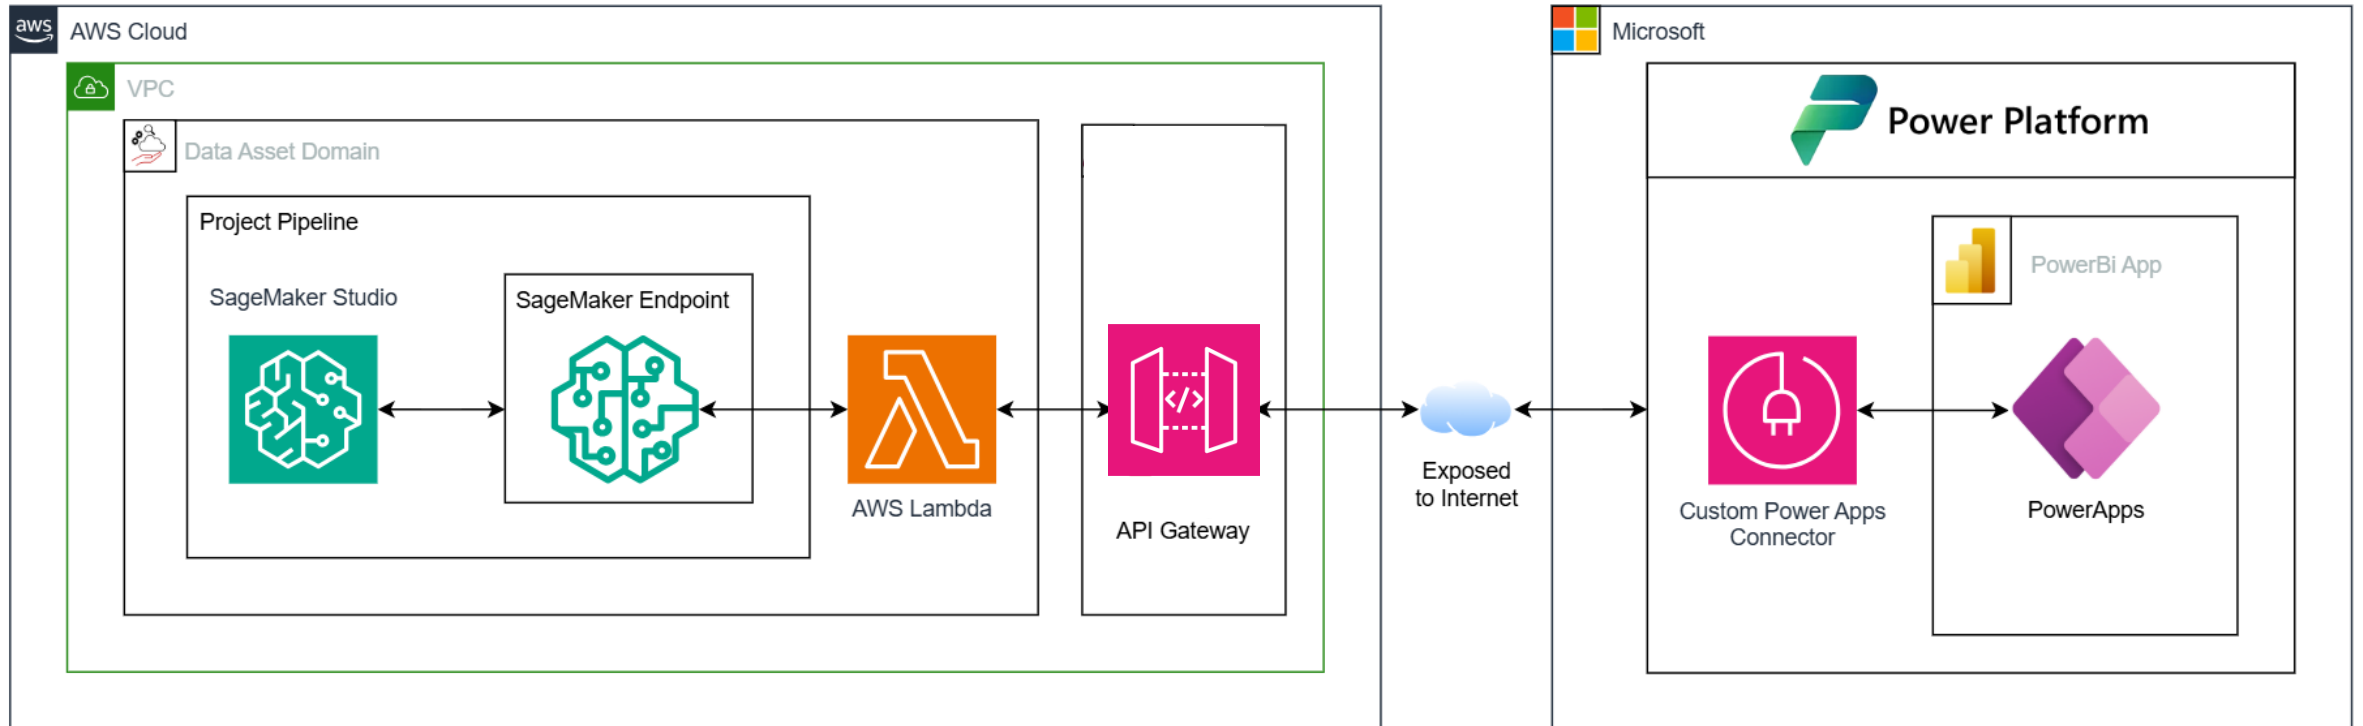 aws
AWS Cloud
Microsoft
VPC
Power Platform
Data Asset Domain
Project Pipeline
PowerBi App
SageMaker Studio
SageMaker Endpoint
</>
AWS Lambda
API Gateway
Exposed
to Internet
Custom Power Apps
Connector
PowerApps